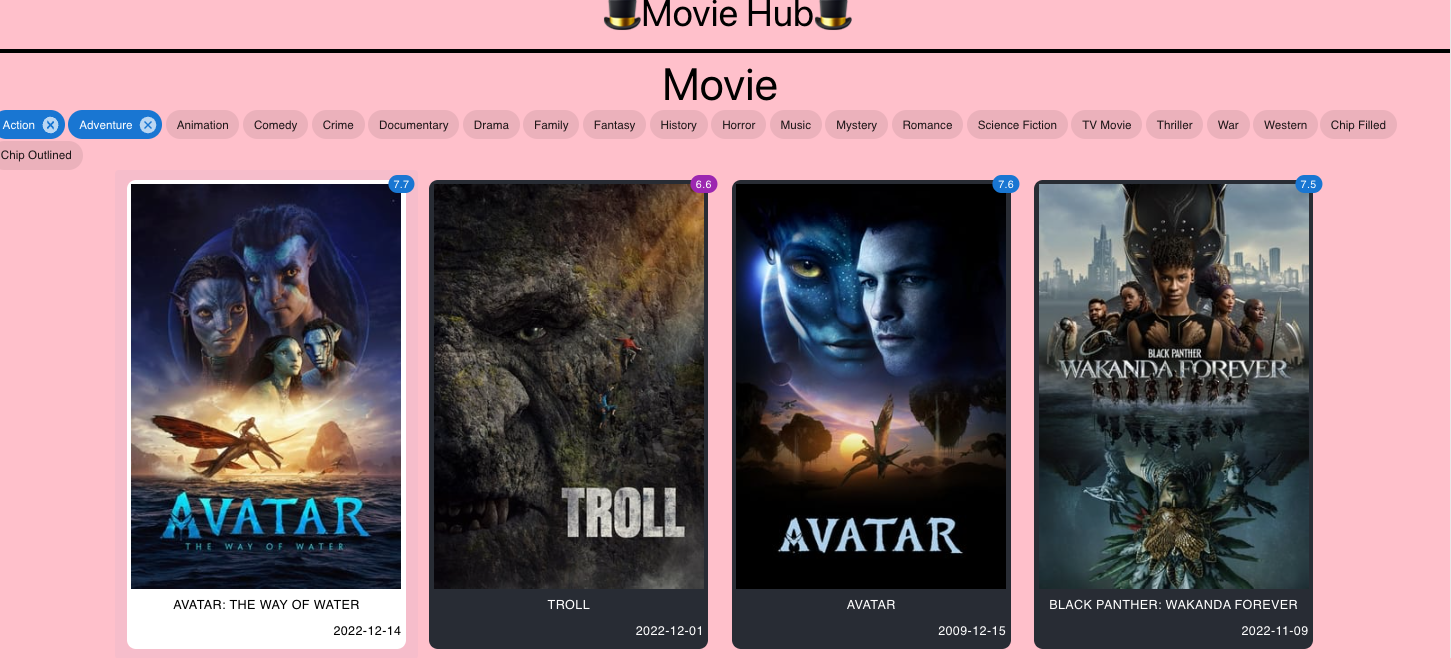 🎩Movie Hub🎩
Movie
Action Adventure Animation Comedy Crime Documentary Drama Family Fantasy History Horror Music Mystery Romance Science Fiction TV Movie Thriller War Western Chip Filled
Chip Outlined
7.7 6.6 7.6 7.5
BLACK PANTHER
WAKANDA FOREVER
TROLL
AVATAR
THE WAY OF WATER
AVATAR
AVATAR: THE WAY OF WATER TROLL AVATAR BLACK PANTHER: WAKANDA FOREVER
2022-12-14 2022-12-01 2009-12-15 2022-11-09